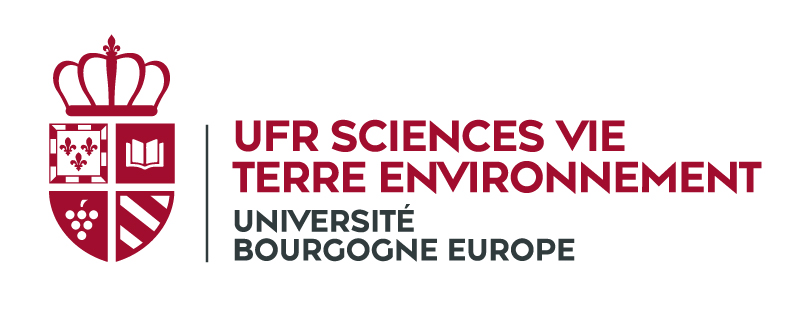 UFR SCIENCES VIE
TERRE ENVIRONNEMENT
UNIVERSITÉ
BOURGOGNE EUROPE